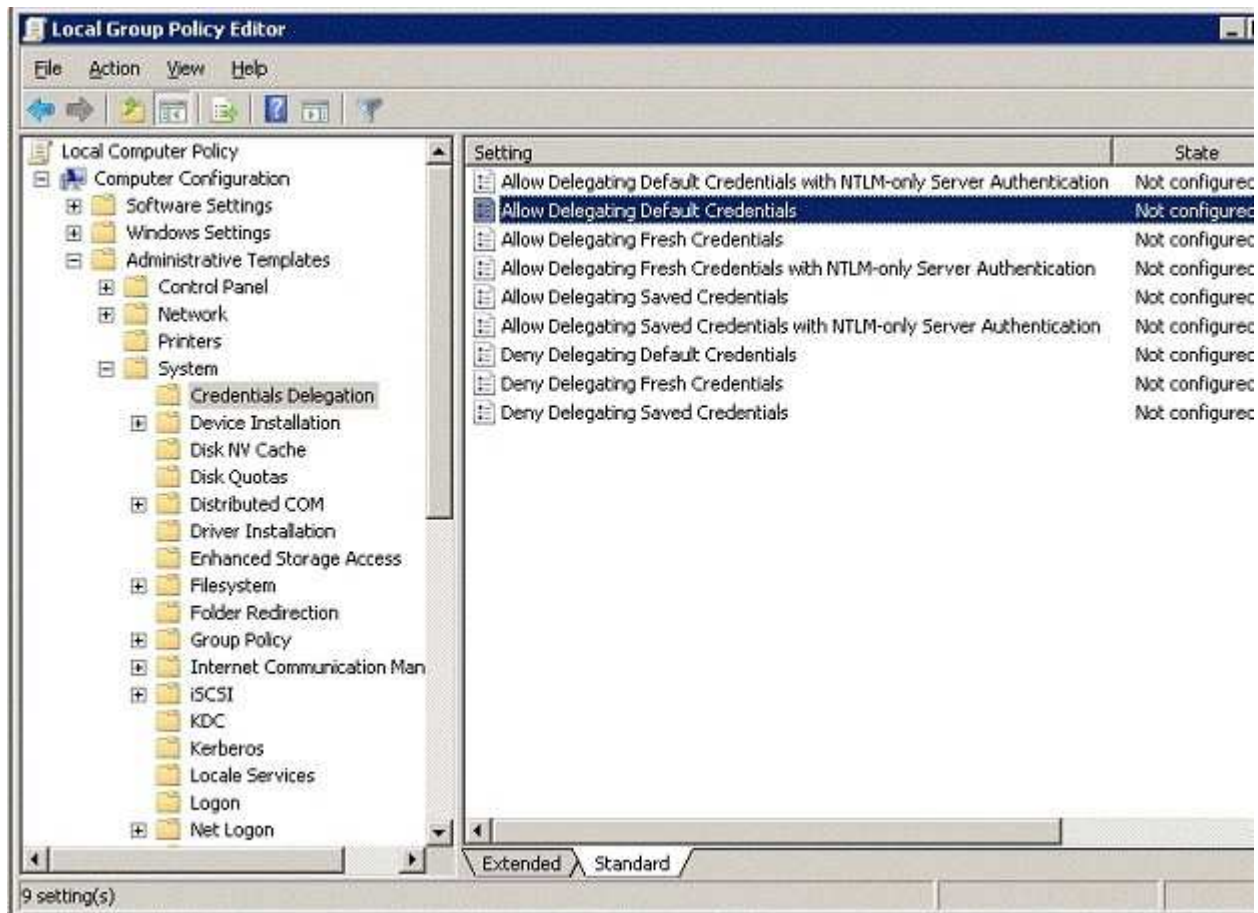 Local Group Policy Editor
File Action View Help
Local Computer Policy
Computer Configuration
Software Settings
Windows Settings
Administrative Templates
Control Panel
Network
Printers
System
Credentials Delegation
Device Installation
Disk NV Cache
Disk Quotas
Distributed COM
Driver Installation
Enhanced Storage Access
Filesystem
Folder Redirection
Group Policy
Internet Communication Man
iSCSI
KDC
Kerberos
Locale Services
Logon
Net Logon
Setting State
Allow Delegating Default Credentials with NTLM-only Server Authentication Not configured
Allow Delegating Default Credentials Not configured
Allow Delegating Fresh Credentials Not configured
Allow Delegating Fresh Credentials with NTLM-only Server Authentication Not configured
Allow Delegating Saved Credentials Not configured
Allow Delegating Saved Credentials with NTLM-only Server Authentication Not configured
Deny Delegating Default Credentials Not configured
Deny Delegating Fresh Credentials Not configured
Deny Delegating Saved Credentials Not configured
Extended Standard
9 setting(s)